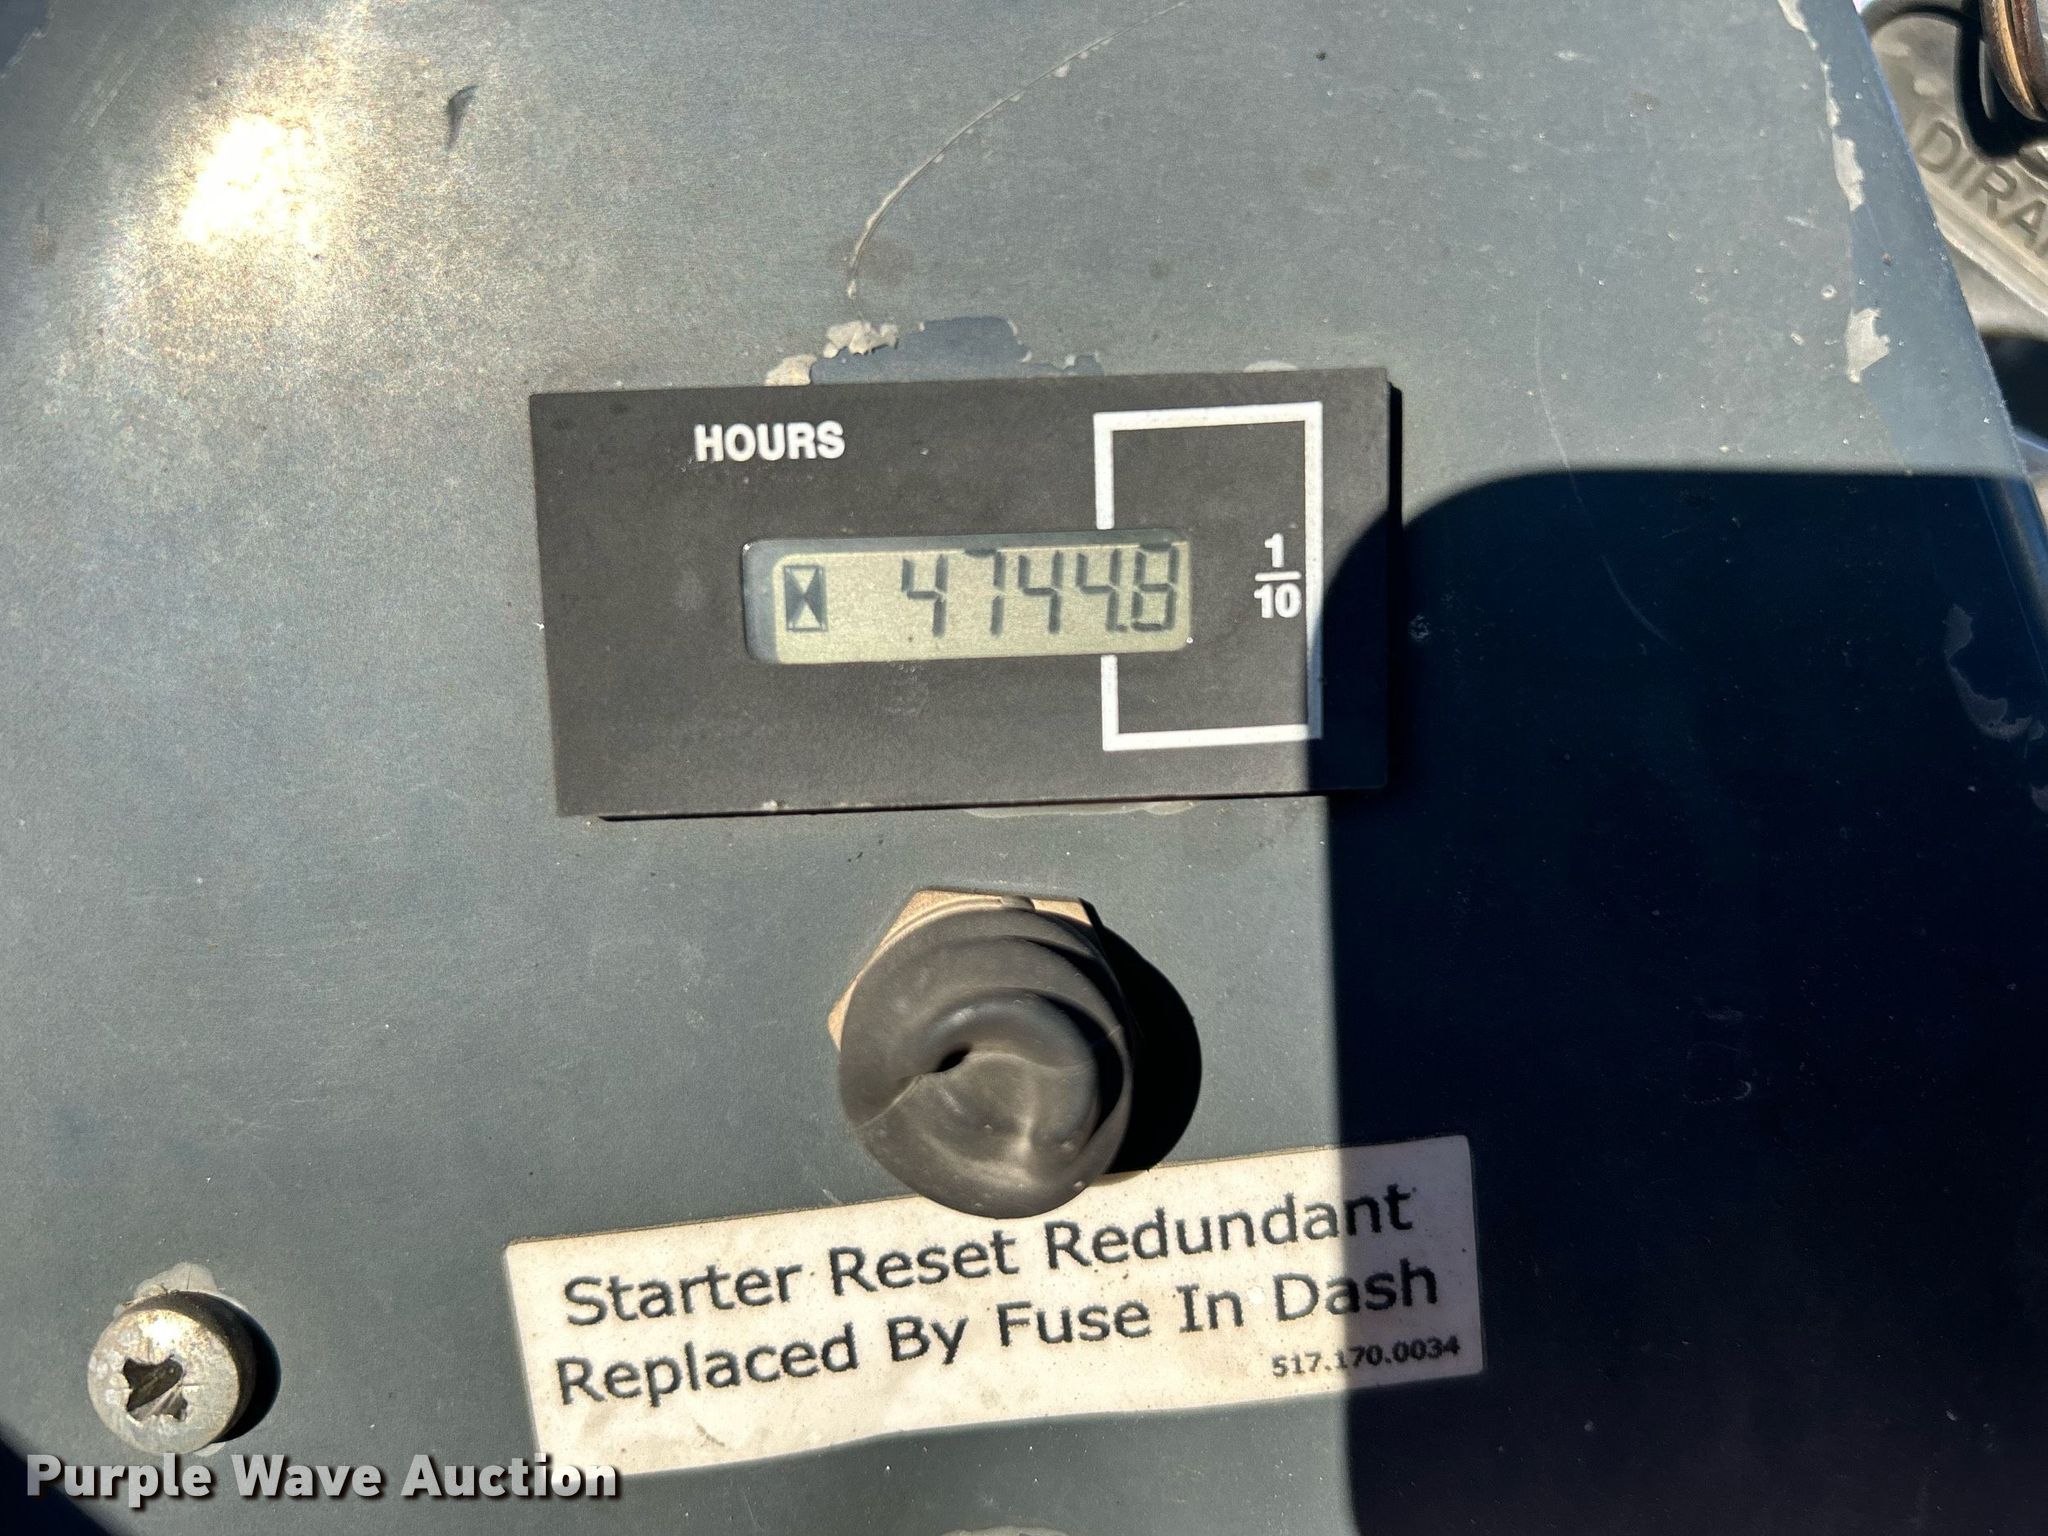 DIRA
HOURS
4744.8
1
10
Starter Reset Redundant
Replaced By Fuse In Dash
517.170.0034
Purple Wave Auction